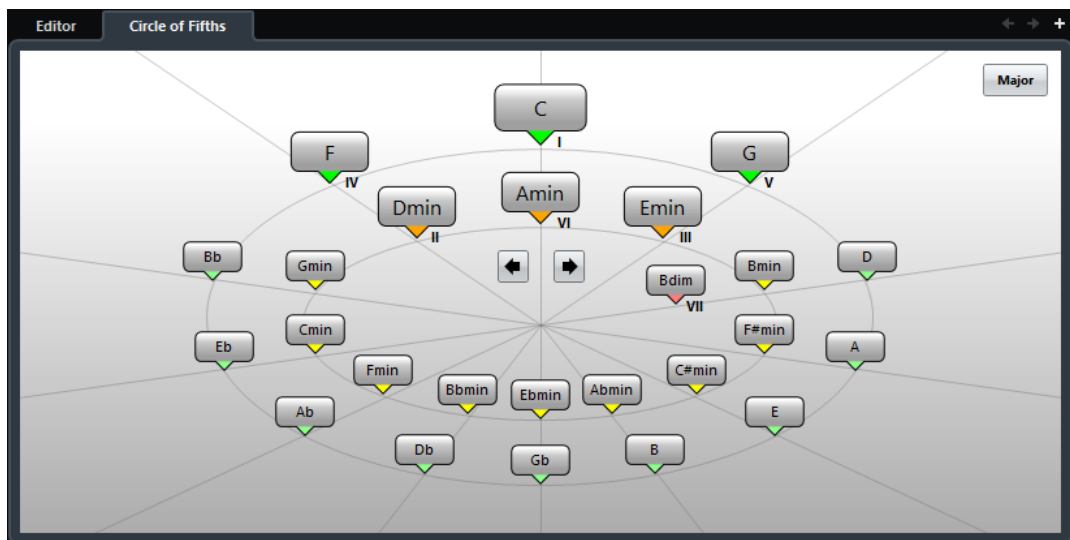 Editor
Circle of Fifths
Major
C
I
F
IV
G
V
Dmin
II
Amin
VI
Emin
III
Bb
Gmin
Bdim
VII
Bmin
D
Eb
Cmin
F#min
A
Fmin
C#min
Bbmin
Ebmin
Abmin
Ab
E
Db
Gb
B